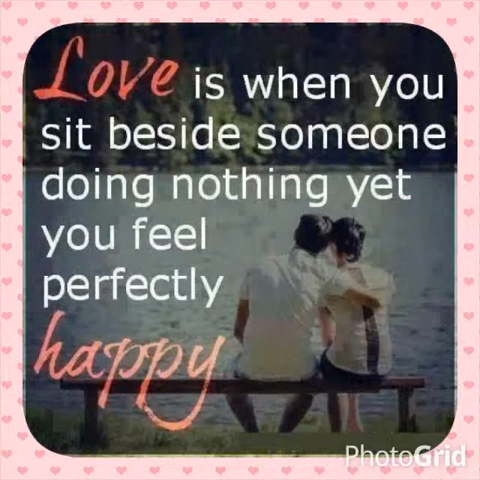 Love is when you
sit beside someone
doing nothing yet
you feel
perfectly
happy
PhotoGrid